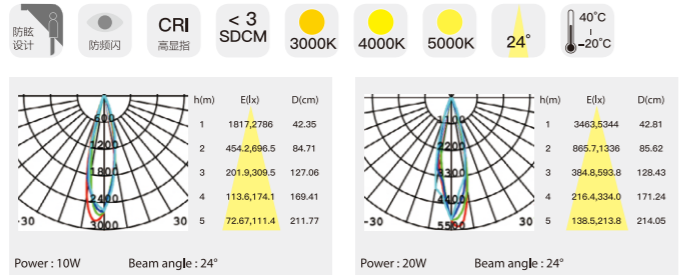 防眩
设计
防频闪
CRI
高显指
< 3
SDCM
3000K
4000K
5000K
24°
40°C
-20°C
600
1200
1800
2400
3000
-30
30
h(m) E(lx) D(cm)
1 1817,2786 42.35
2 454.2,696.5 84.71
3 201.9,309.5 127.06
4 113.6,174.1 169.41
5 72.67,111.4 211.77
Power : 10W Beam angle : 24°
1100
2200
3300
4400
5500
-30
30
h(m) E(lx) D(cm)
1 3463,5344 42.81
2 865.7,1336 85.62
3 384.8,593.8 128.43
4 216.4,334.0 171.24
5 138.5,213.8 214.05
Power : 20W Beam angle : 24°